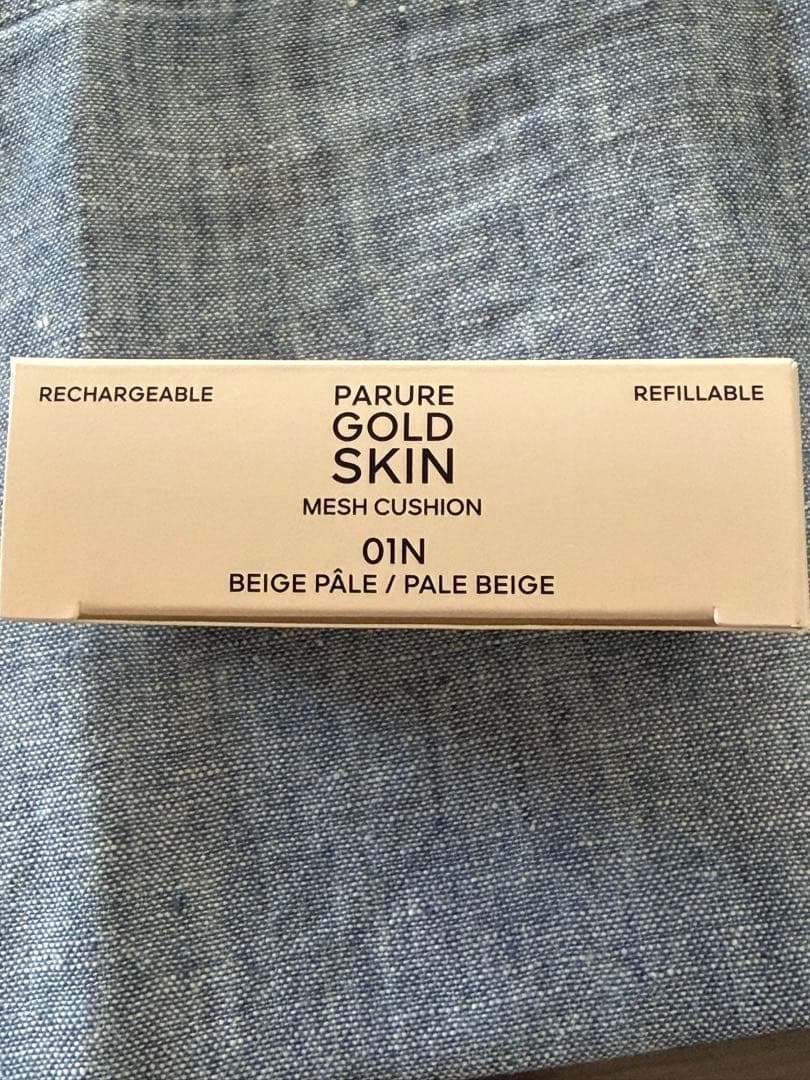 RECHARGEABLE
PARURE
GOLD
SKIN
MESH CUSHION
01N
BEIGE PÂLE / PALE BEIGE
REFILLABLE